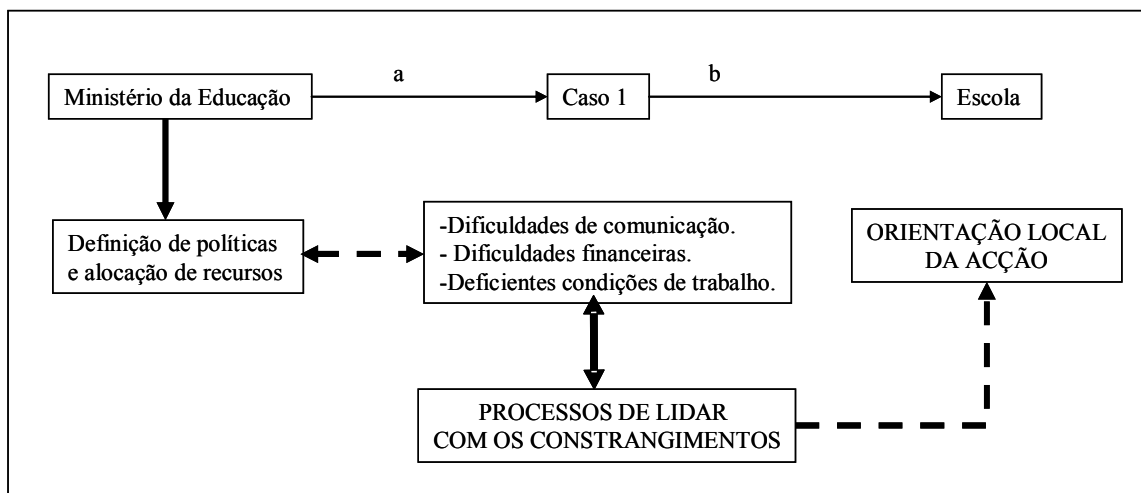 a
b
Ministério da Educação
Caso 1
Escola
Definição de políticas
e alocação de recursos
-Dificuldades de comunicação.
- Dificuldades financeiras.
-Deficientes condições de trabalho.
ORIENTAÇÃO LOCAL
DA ACÇÃO
PROCESSOS DE LIDAR
COM OS CONSTRANGIMENTOS